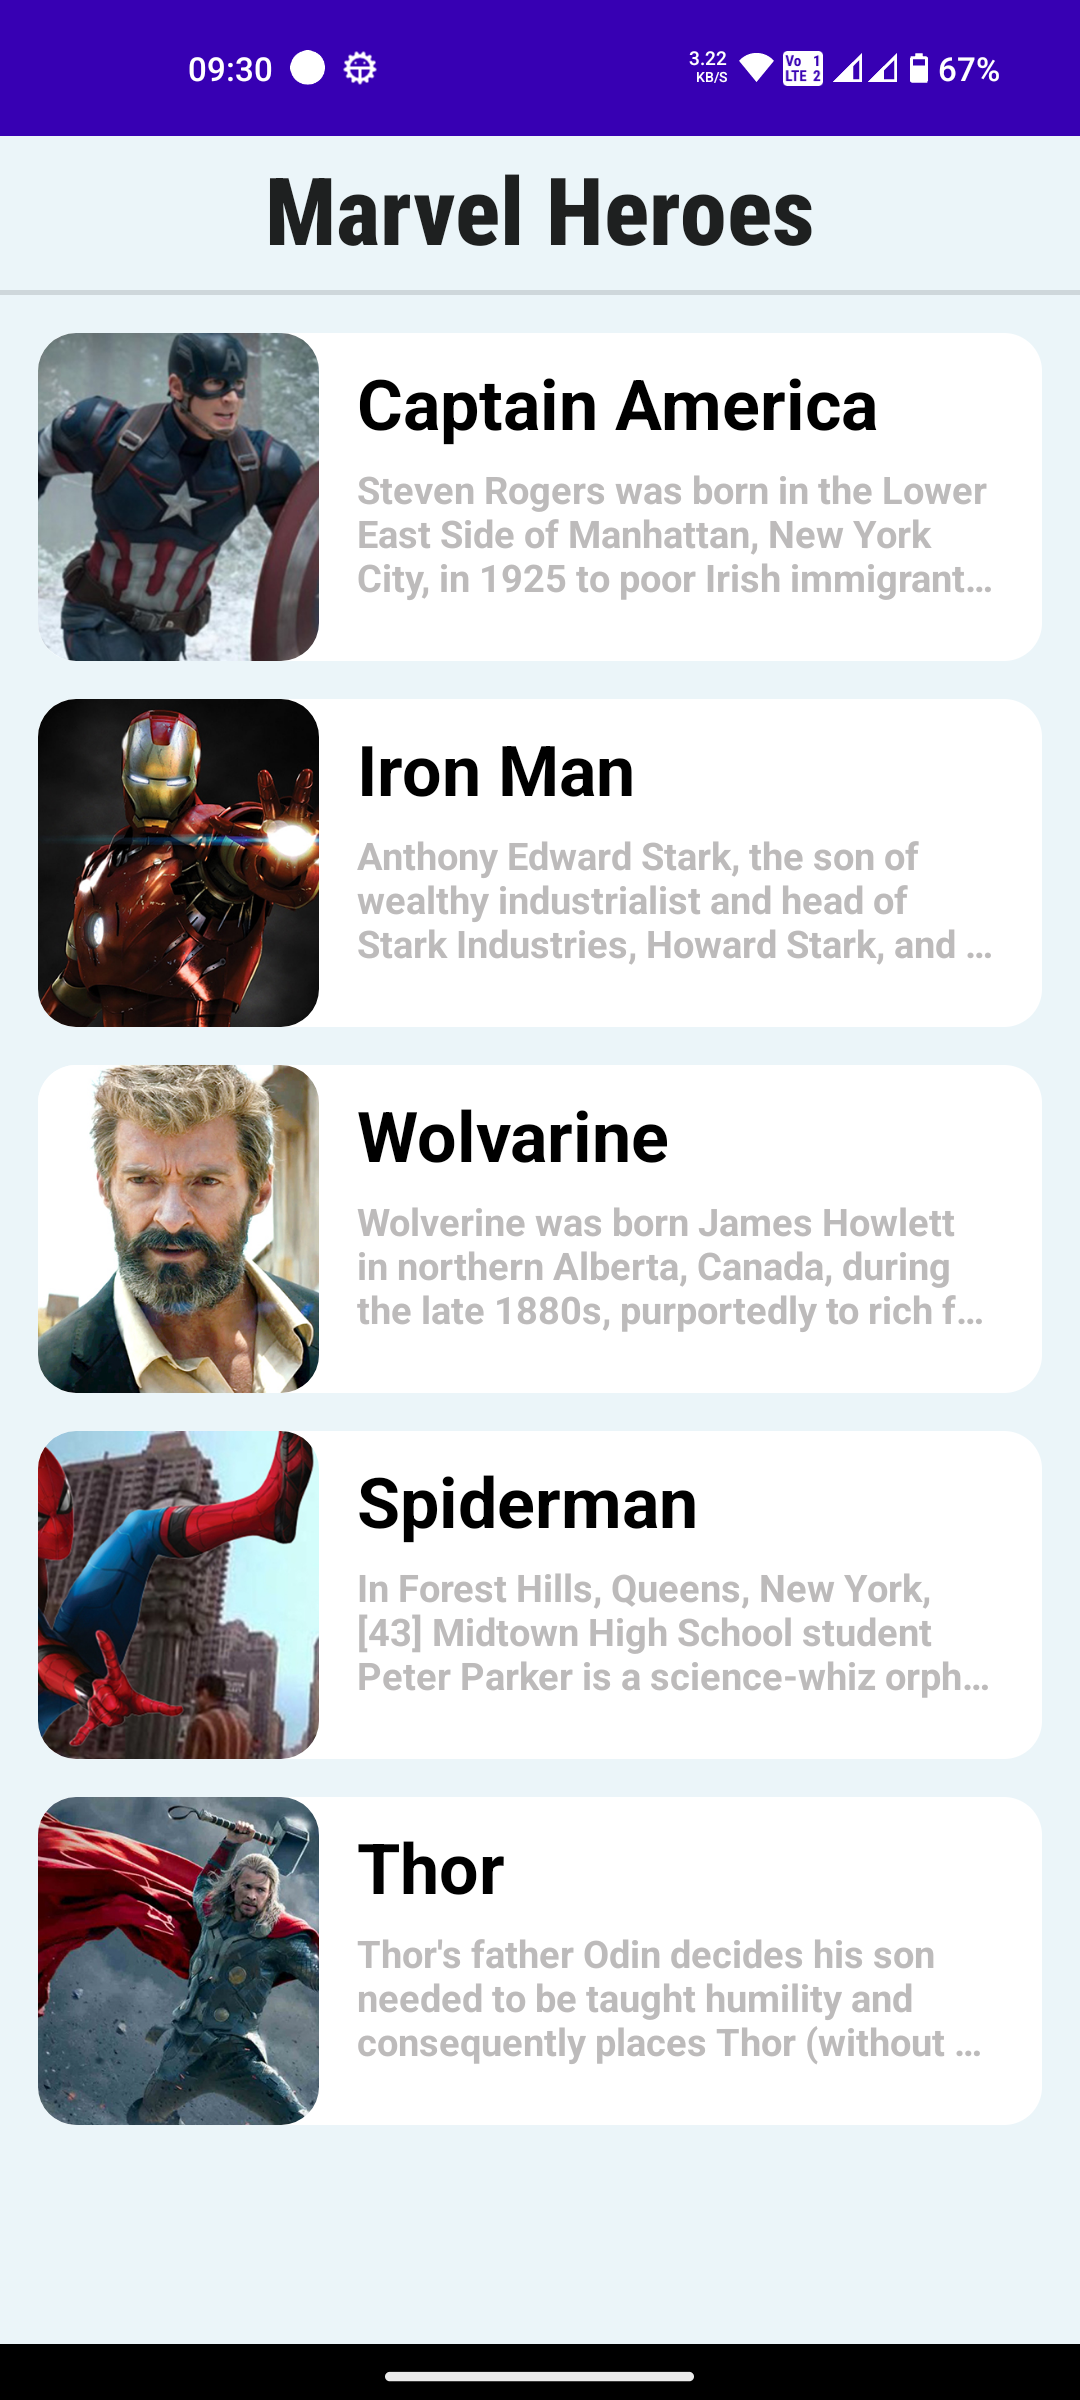 09:30 3.22 KB/S Vo 1 LTE 2 67%
Marvel Heroes
Captain America
Steven Rogers was born in the Lower
East Side of Manhattan, New York
City, in 1925 to poor Irish immigrant...
Iron Man
Anthony Edward Stark, the son of
wealthy industrialist and head of
Stark Industries, Howard Stark, and ...
Wolvarine
Wolverine was born James Howlett
in northern Alberta, Canada, during
the late 1880s, purportedly to rich f...
Spiderman
In Forest Hills, Queens, New York,
[43] Midtown High School student
Peter Parker is a science-whiz orph...
Thor
Thor's father Odin decides his son
needed to be taught humility and
consequently places Thor (without ...